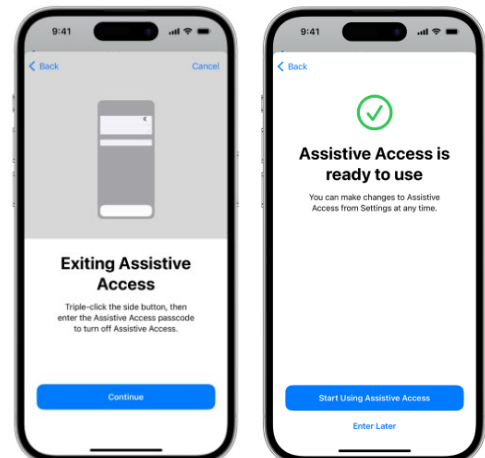 9:41
Back
Cancel
Exiting Assistive
Access
Triple-click the side button, then
enter the Assistive Access passcode
to turn off Assistive Access.
Continue
9:41
Back
Assistive Access is
ready to use
You can make changes to Assistive
Access from Settings at any time.
Start Using Assistive Access
Enter Later